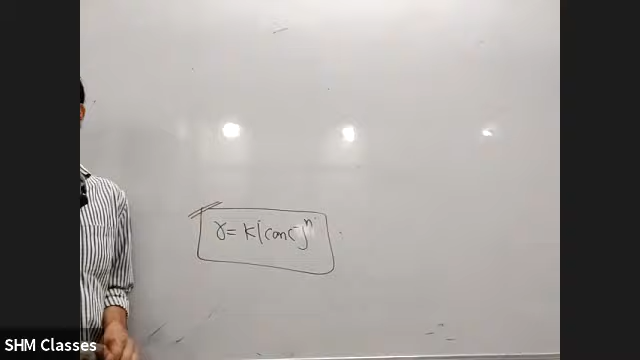 r = K [conc]^n
SHM Classes